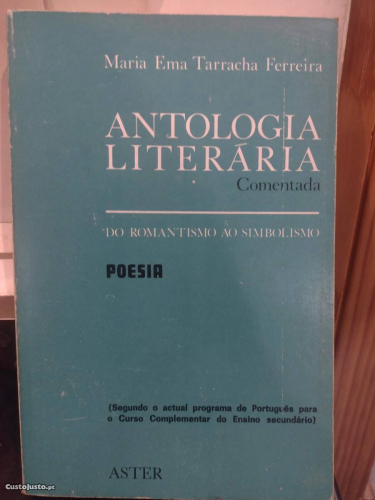 Maria Ema Tarracha Ferreira
ANTOLOGIA
LITERÁRIA
Comentada
DO ROMANTISMO AO SIMBOLISMO
POESIA
(Segundo o actual programa de Português para
o Curso Complementar do Ensino secundário)
ASTER
CustoJusto.pt